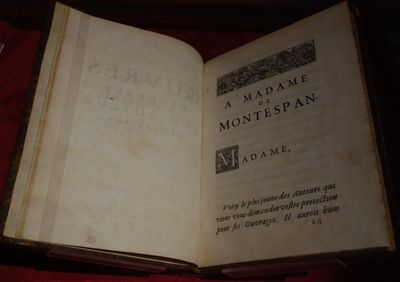 A MADAME
DE
MONTESPAN.
MADAME,
Voicy le plus jeune des Auteurs qui
vient vous demander vostre protection
pour ses Ouvrages. Il auroit bien